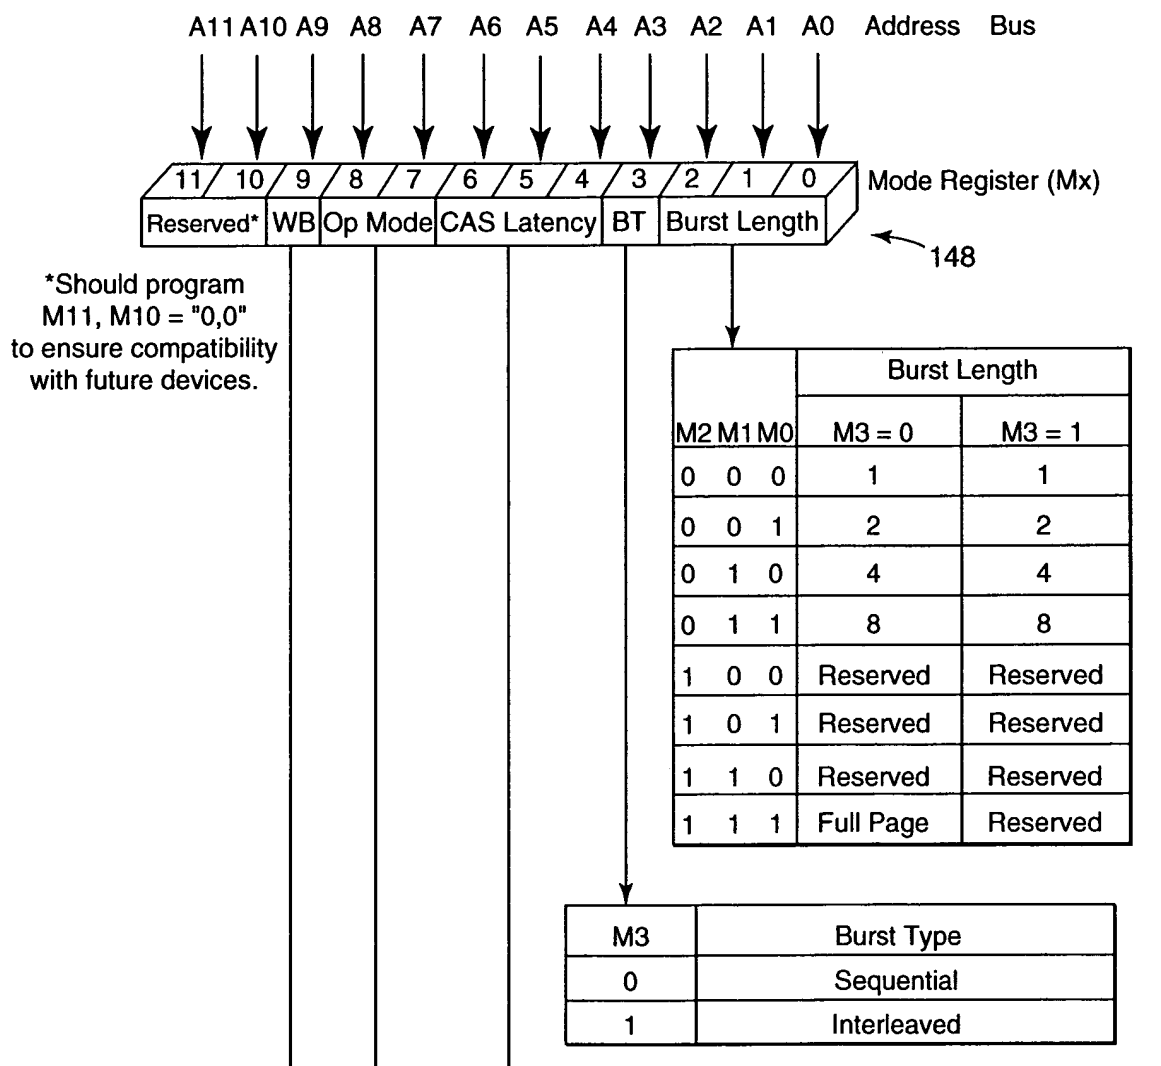 A11 A10 A9 A8 A7 A6 A5 A4 A3 A2 A1 A0 Address Bus
11 10 9 8 7 6 5 4 3 2 1 0 Mode Register (Mx)
Reserved* WB Op Mode CAS Latency BT Burst Length
148
*Should program
M11, M10 = "0,0"
to ensure compatibility
with future devices.
Burst Length
M2 M1 M0 M3 = 0 M3 = 1
0 0 0 1 1
0 0 1 2 2
0 1 0 4 4
0 1 1 8 8
1 0 0 Reserved Reserved
1 0 1 Reserved Reserved
1 1 0 Reserved Reserved
1 1 1 Full Page Reserved
M3 Burst Type
0 Sequential
1 Interleaved